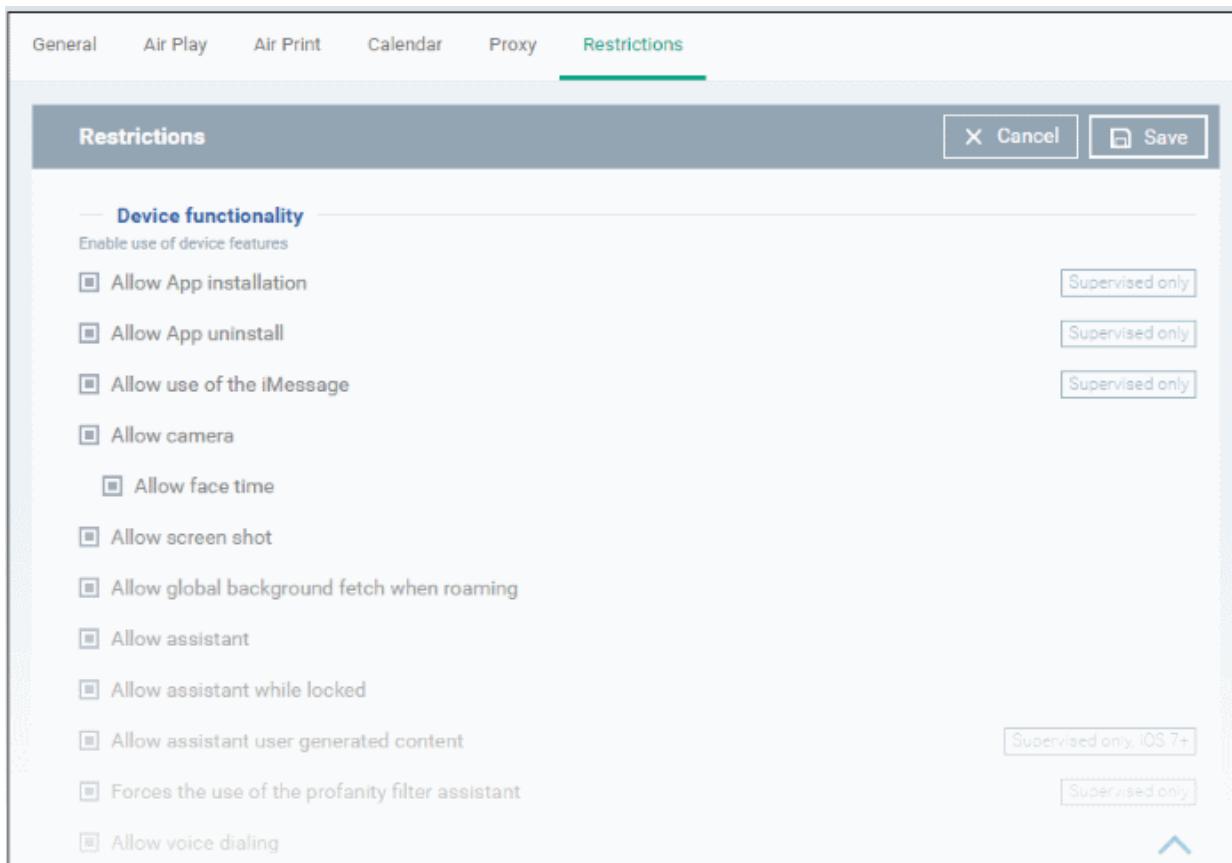 General Air Play Air Print Calendar Proxy Restrictions
Restrictions Cancel Save
Device functionality
Enable use of device features
Allow App installation Supervised only
Allow App uninstall Supervised only
Allow use of the iMessage Supervised only
Allow camera
Allow face time
Allow screen shot
Allow global background fetch when roaming
Allow assistant
Allow assistant while locked
Allow assistant user generated content Supervised only, iOS 7+
Forces the use of the profanity filter assistant Supervised only
Allow voice dialing